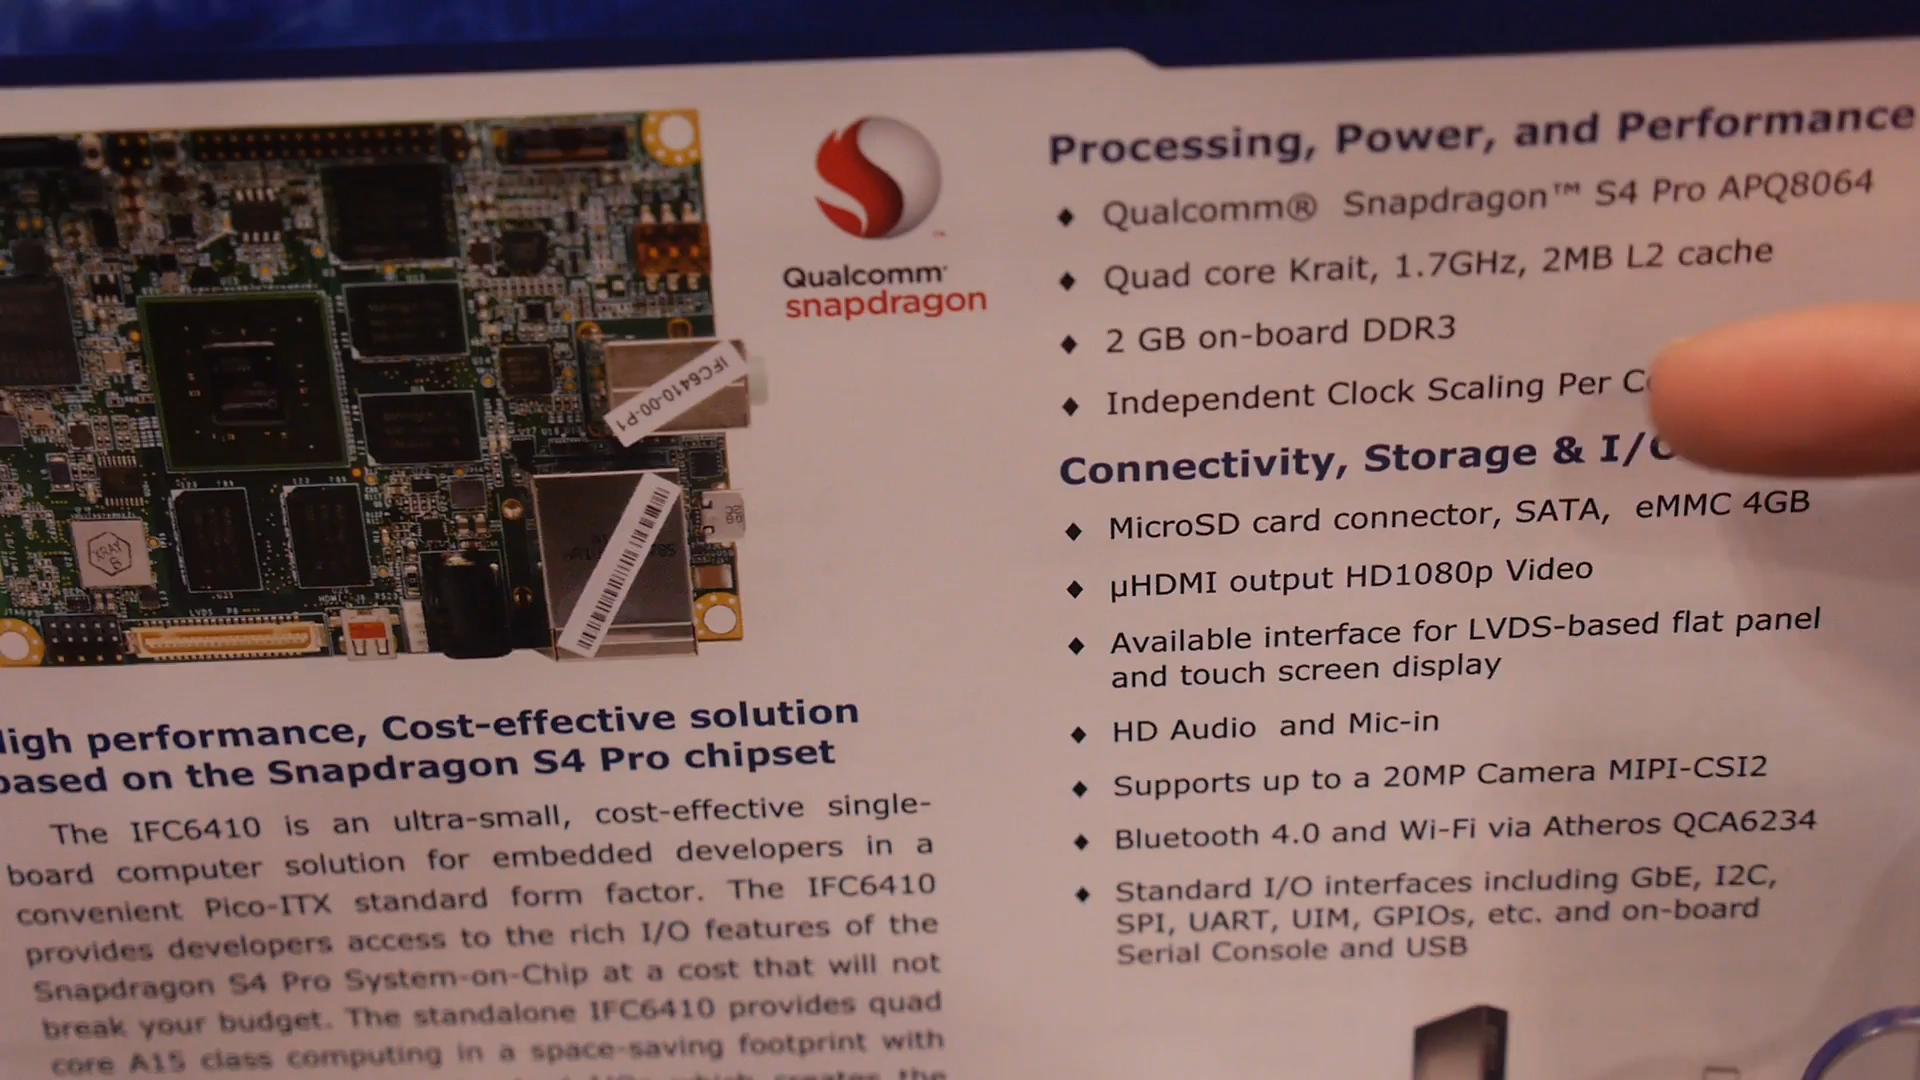 Qualcomm
snapdragon
IFC6410-00-P1
XRAY
LVDS
High performance, Cost-effective solution
based on the Snapdragon S4 Pro chipset
The IFC6410 is an ultra-small, cost-effective single-
board computer solution for embedded developers in a
convenient Pico-ITX standard form factor. The IFC6410
provides developers access to the rich I/O features of the
Snapdragon S4 Pro System-on-Chip at a cost that will not
break your budget. The standalone IFC6410 provides quad
core A15 class computing in a space-saving footprint with
Processing, Power, and Performance
♦ Qualcomm® Snapdragon™ S4 Pro APQ8064
♦ Quad core Krait, 1.7GHz, 2MB L2 cache
♦ 2 GB on-board DDR3
♦ Independent Clock Scaling Per
Connectivity, Storage & I/O
♦ MicroSD card connector, SATA, eMMC 4GB
♦ µHDMI output HD1080p Video
♦ Available interface for LVDS-based flat panel
and touch screen display
♦ HD Audio and Mic-in
♦ Supports up to a 20MP Camera MIPI-CSI2
♦ Bluetooth 4.0 and Wi-Fi via Atheros QCA6234
♦ Standard I/O interfaces including GbE, I2C,
SPI, UART, UIM, GPIOs, etc. and on-board
Serial Console and USB